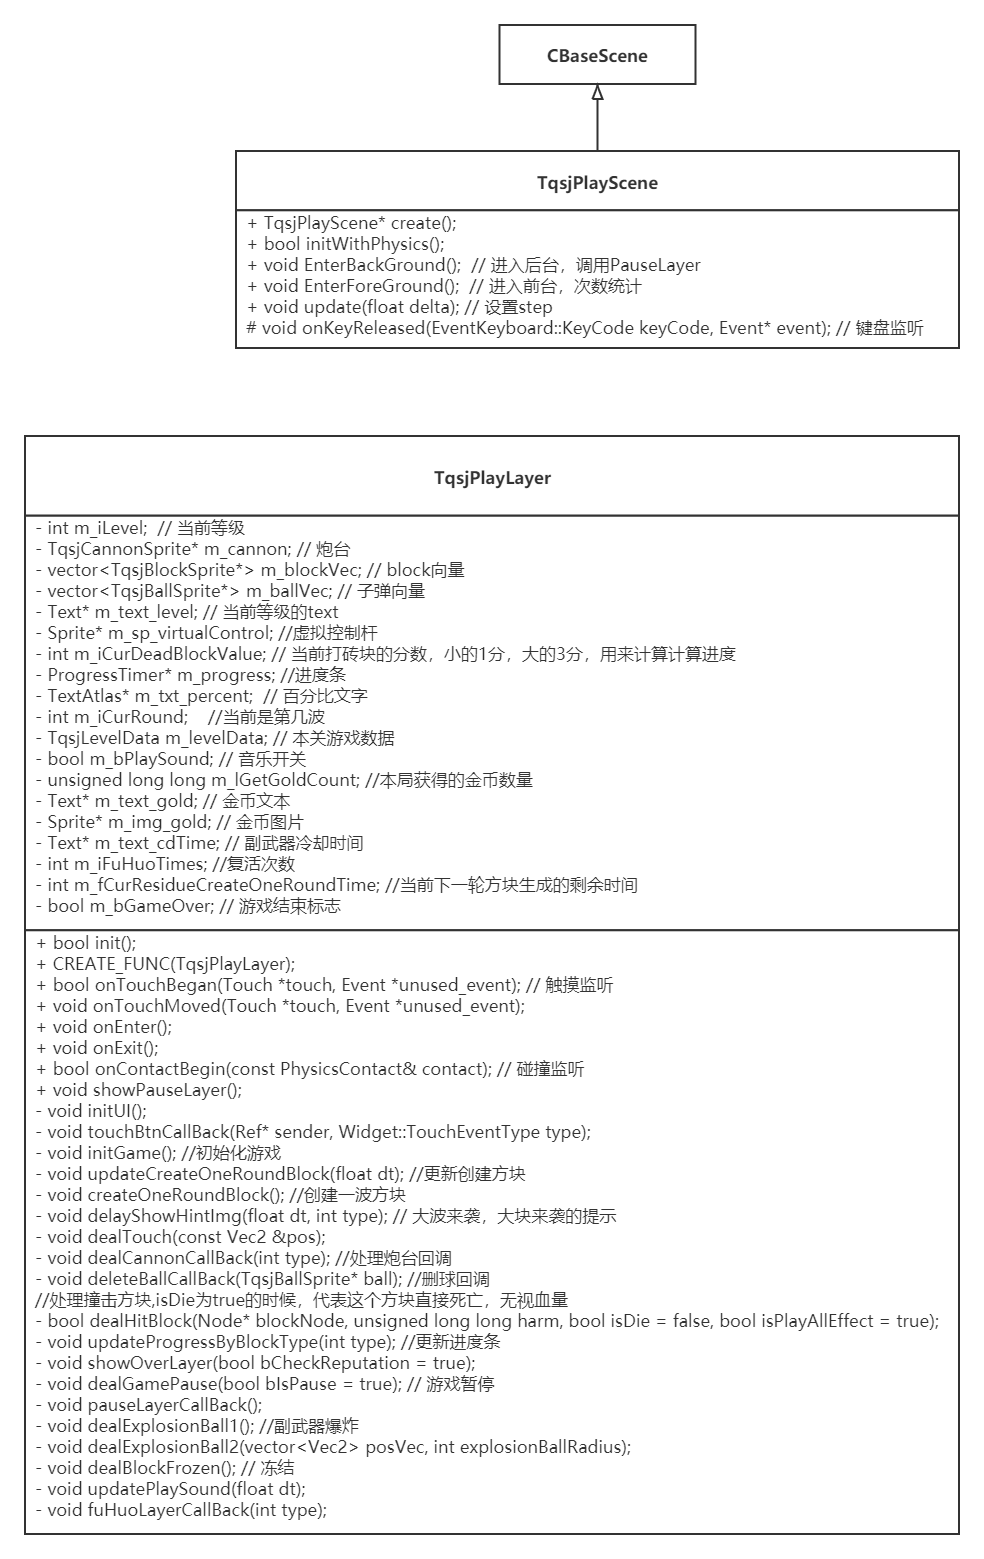 CBaseScene
TqsjPlayScene
+ TqsjPlayScene* create();
+ bool initWithPhysics();
+ void EnterBackGround();  // 进入后台，调用PauseLayer
+ void EnterForeGround();  // 进入前台，次数统计
+ void update(float delta); // 设置step
# void onKeyReleased(EventKeyboard::KeyCode keyCode, Event* event); // 键盘监听
TqsjPlayLayer
- int m_iLevel;  // 当前等级
- TqsjCannonSprite* m_cannon; // 炮台
- vector<TqsjBlockSprite*> m_blockVec; // block向量
- vector<TqsjBallSprite*> m_ballVec; // 子弹向量
- Text* m_text_level; // 当前等级的text
- Sprite* m_sp_virtualControl; //虚拟控制杆
- int m_iCurDeadBlockValue; // 当前打砖块的分数，小的1分，大的3分，用来计算计算进度
- ProgressTimer* m_progress; //进度条
- TextAtlas* m_txt_percent;  // 百分比文字
- int m_iCurRound;    //当前是第几波
- TqsjLevelData m_levelData; // 本关游戏数据
- bool m_bPlaySound; // 音乐开关
- unsigned long long m_lGetGoldCount; //本局获得的金币数量
- Text* m_text_gold; // 金币文本
- Sprite* m_img_gold; // 金币图片
- Text* m_text_cdTime; // 副武器冷却时间
- int m_iFuHuoTimes; //复活次数
- int m_fCurResidueCreateOneRoundTime; //当前下一轮方块生成的剩余时间
- bool m_bGameOver; // 游戏结束标志
+ bool init();
+ CREATE_FUNC(TqsjPlayLayer);
+ bool onTouchBegan(Touch *touch, Event *unused_event); // 触摸监听
+ void onTouchMoved(Touch *touch, Event *unused_event);
+ void onEnter();
+ void onExit();
+ bool onContactBegin(const PhysicsContact& contact); // 碰撞监听
+ void showPauseLayer();
- void initUI();
- void touchBtnCallBack(Ref* sender, Widget::TouchEventType type);
- void initGame(); //初始化游戏
- void updateCreateOneRoundBlock(float dt); //更新创建方块
- void createOneRoundBlock(); //创建一波方块
- void delayShowHintImg(float dt, int type); // 大波来袭，大块来袭的提示
- void dealTouch(const Vec2 &pos);
- void dealCannonCallBack(int type); //处理炮台回调
- void deleteBallCallBack(TqsjBallSprite* ball); //删球回调
//处理撞击方块,isDie为true的时候，代表这个方块直接死亡，无视血量
- bool dealHitBlock(Node* blockNode, unsigned long long harm, bool isDie = false, bool isPlayAllEffect = true);
- void updateProgressByBlockType(int type); //更新进度条
- void showOverLayer(bool bCheckReputation = true);
- void dealGamePause(bool bIsPause = true); // 游戏暂停
- void pauseLayerCallBack();
- void dealExplosionBall1(); //副武器爆炸
- void dealExplosionBall2(vector<Vec2> posVec, int explosionBallRadius);
- void dealBlockFrozen(); // 冻结
- void updatePlaySound(float dt);
- void fuHuoLayerCallBack(int type);